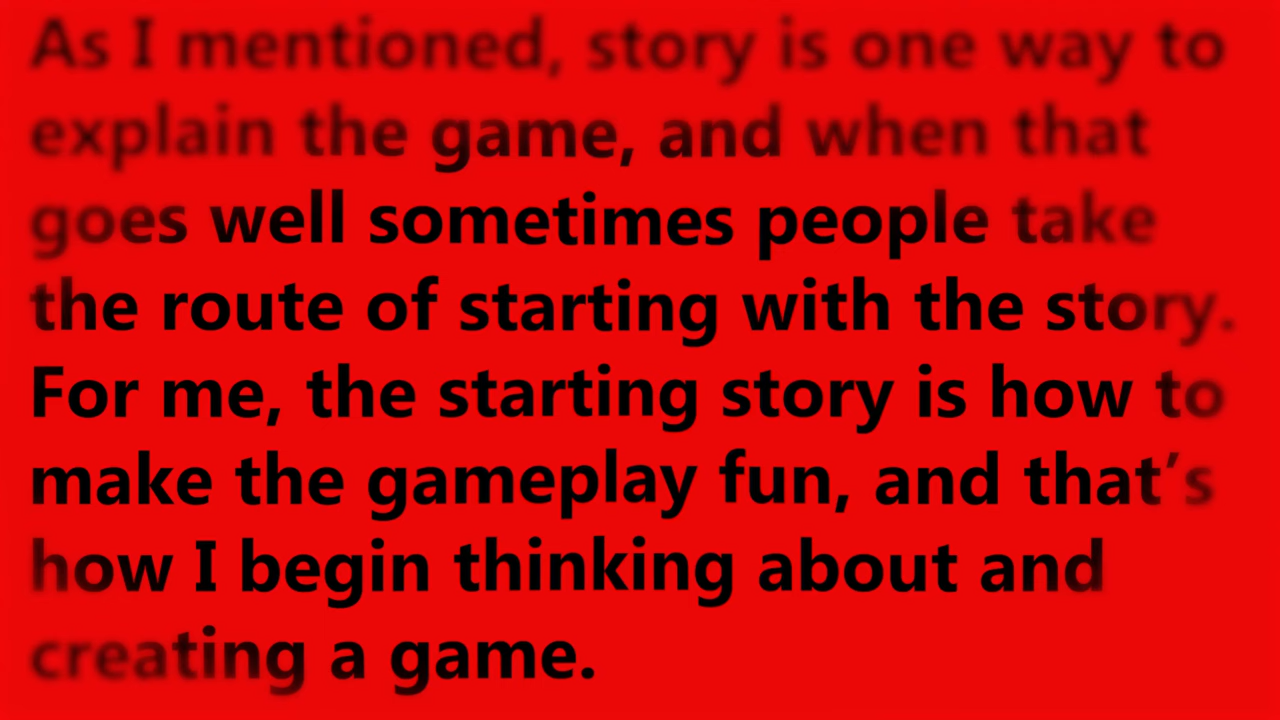 As I mentioned, story is one way to
explain the game, and when that
goes well sometimes people take
the route of starting with the story.
For me, the starting story is how to
make the gameplay fun, and that's
how I begin thinking about and
creating a game.